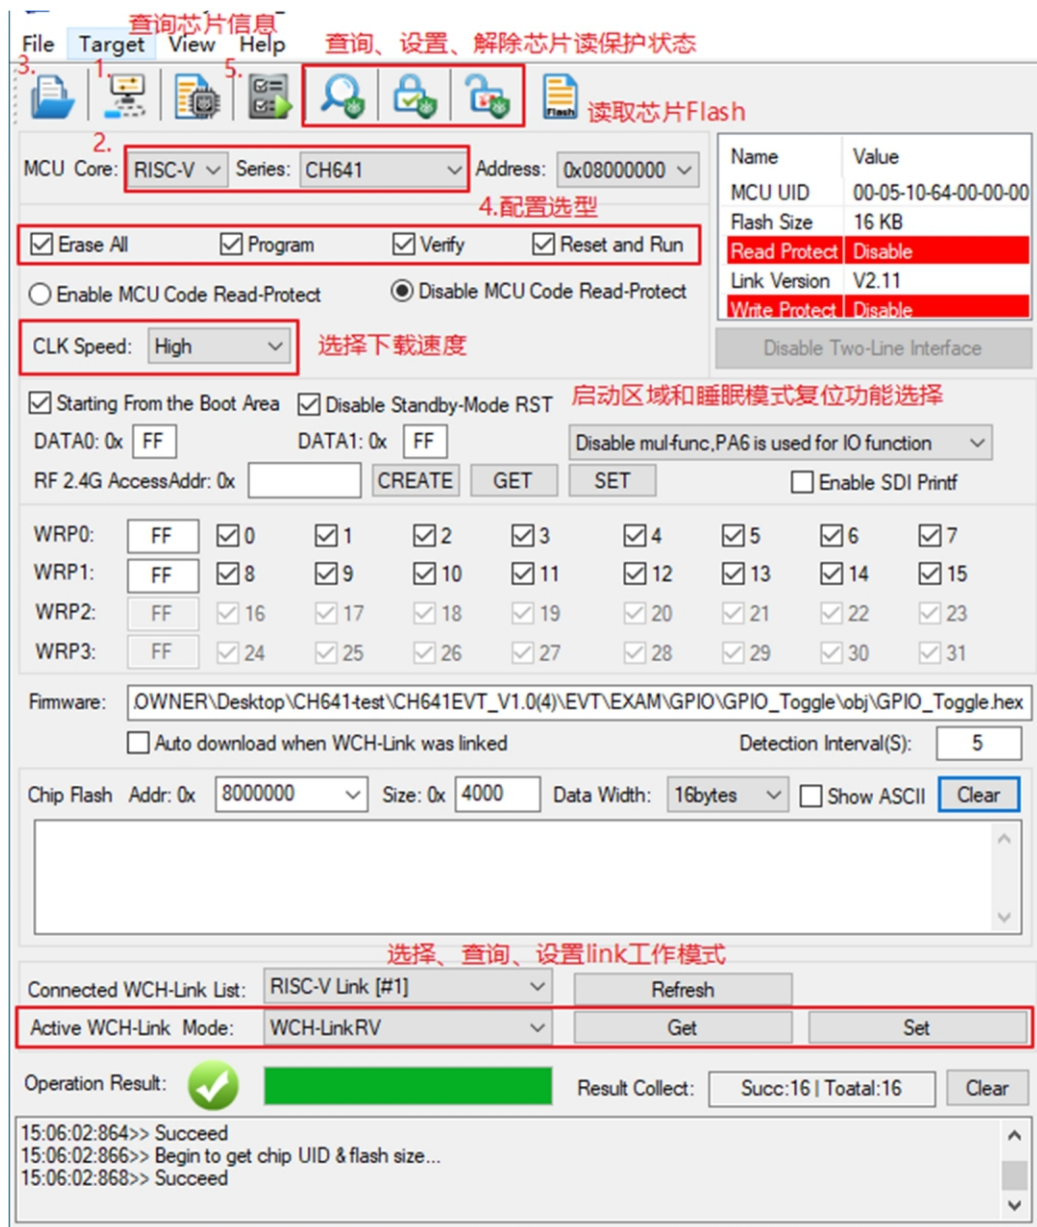 查询芯片信息
File Target View Help 查询、设置、解除芯片读保护状态
3. 1. 5. Flash 读取芯片Flash
2.
MCU Core: RISC-V Series: CH641 Address: 0x08000000
4.配置选型
Erase All Program Verify Reset and Run
Enable MCU Code Read-Protect Disable MCU Code Read-Protect
CLK Speed: High 选择下载速度
Name Value
MCU UID 00-05-10-64-00-00-00
Flash Size 16 KB
Read Protect Disable
Link Version V2.11
Write Protect Disable
Disable Two-Line Interface
Starting From the Boot Area Disable Standby-Mode RST 启动区域和睡眠模式复位功能选择
DATA0: 0x FF DATA1: 0x FF Disable mul-func,PA6 is used for IO function
RF 2.4G AccessAddr: 0x CREATE GET SET Enable SDI Printf
WRP0: FF 0 1 2 3 4 5 6 7
WRP1: FF 8 9 10 11 12 13 14 15
WRP2: FF 16 17 18 19 20 21 22 23
WRP3: FF 24 25 26 27 28 29 30 31
Firmware: .OWNER\Desktop\CH641-test\CH641EVT_V1.0(4)\EVT\EXAM\GPIO\GPIO_Toggle\obj\GPIO_Toggle.hex
Auto download when WCH-Link was linked Detection Interval(S): 5
Chip Flash Addr: 0x 8000000 Size: 0x 4000 Data Width: 16bytes Show ASCII Clear
选择、查询、设置link工作模式
Connected WCH-Link List: RISC-V Link [#1] Refresh
Active WCH-Link Mode: WCH-LinkRV Get Set
Operation Result: Result Collect: Succ:16 | Toatal:16 Clear
15:06:02:864>> Succeed
15:06:02:866>> Begin to get chip UID & flash size...
15:06:02:868>> Succeed